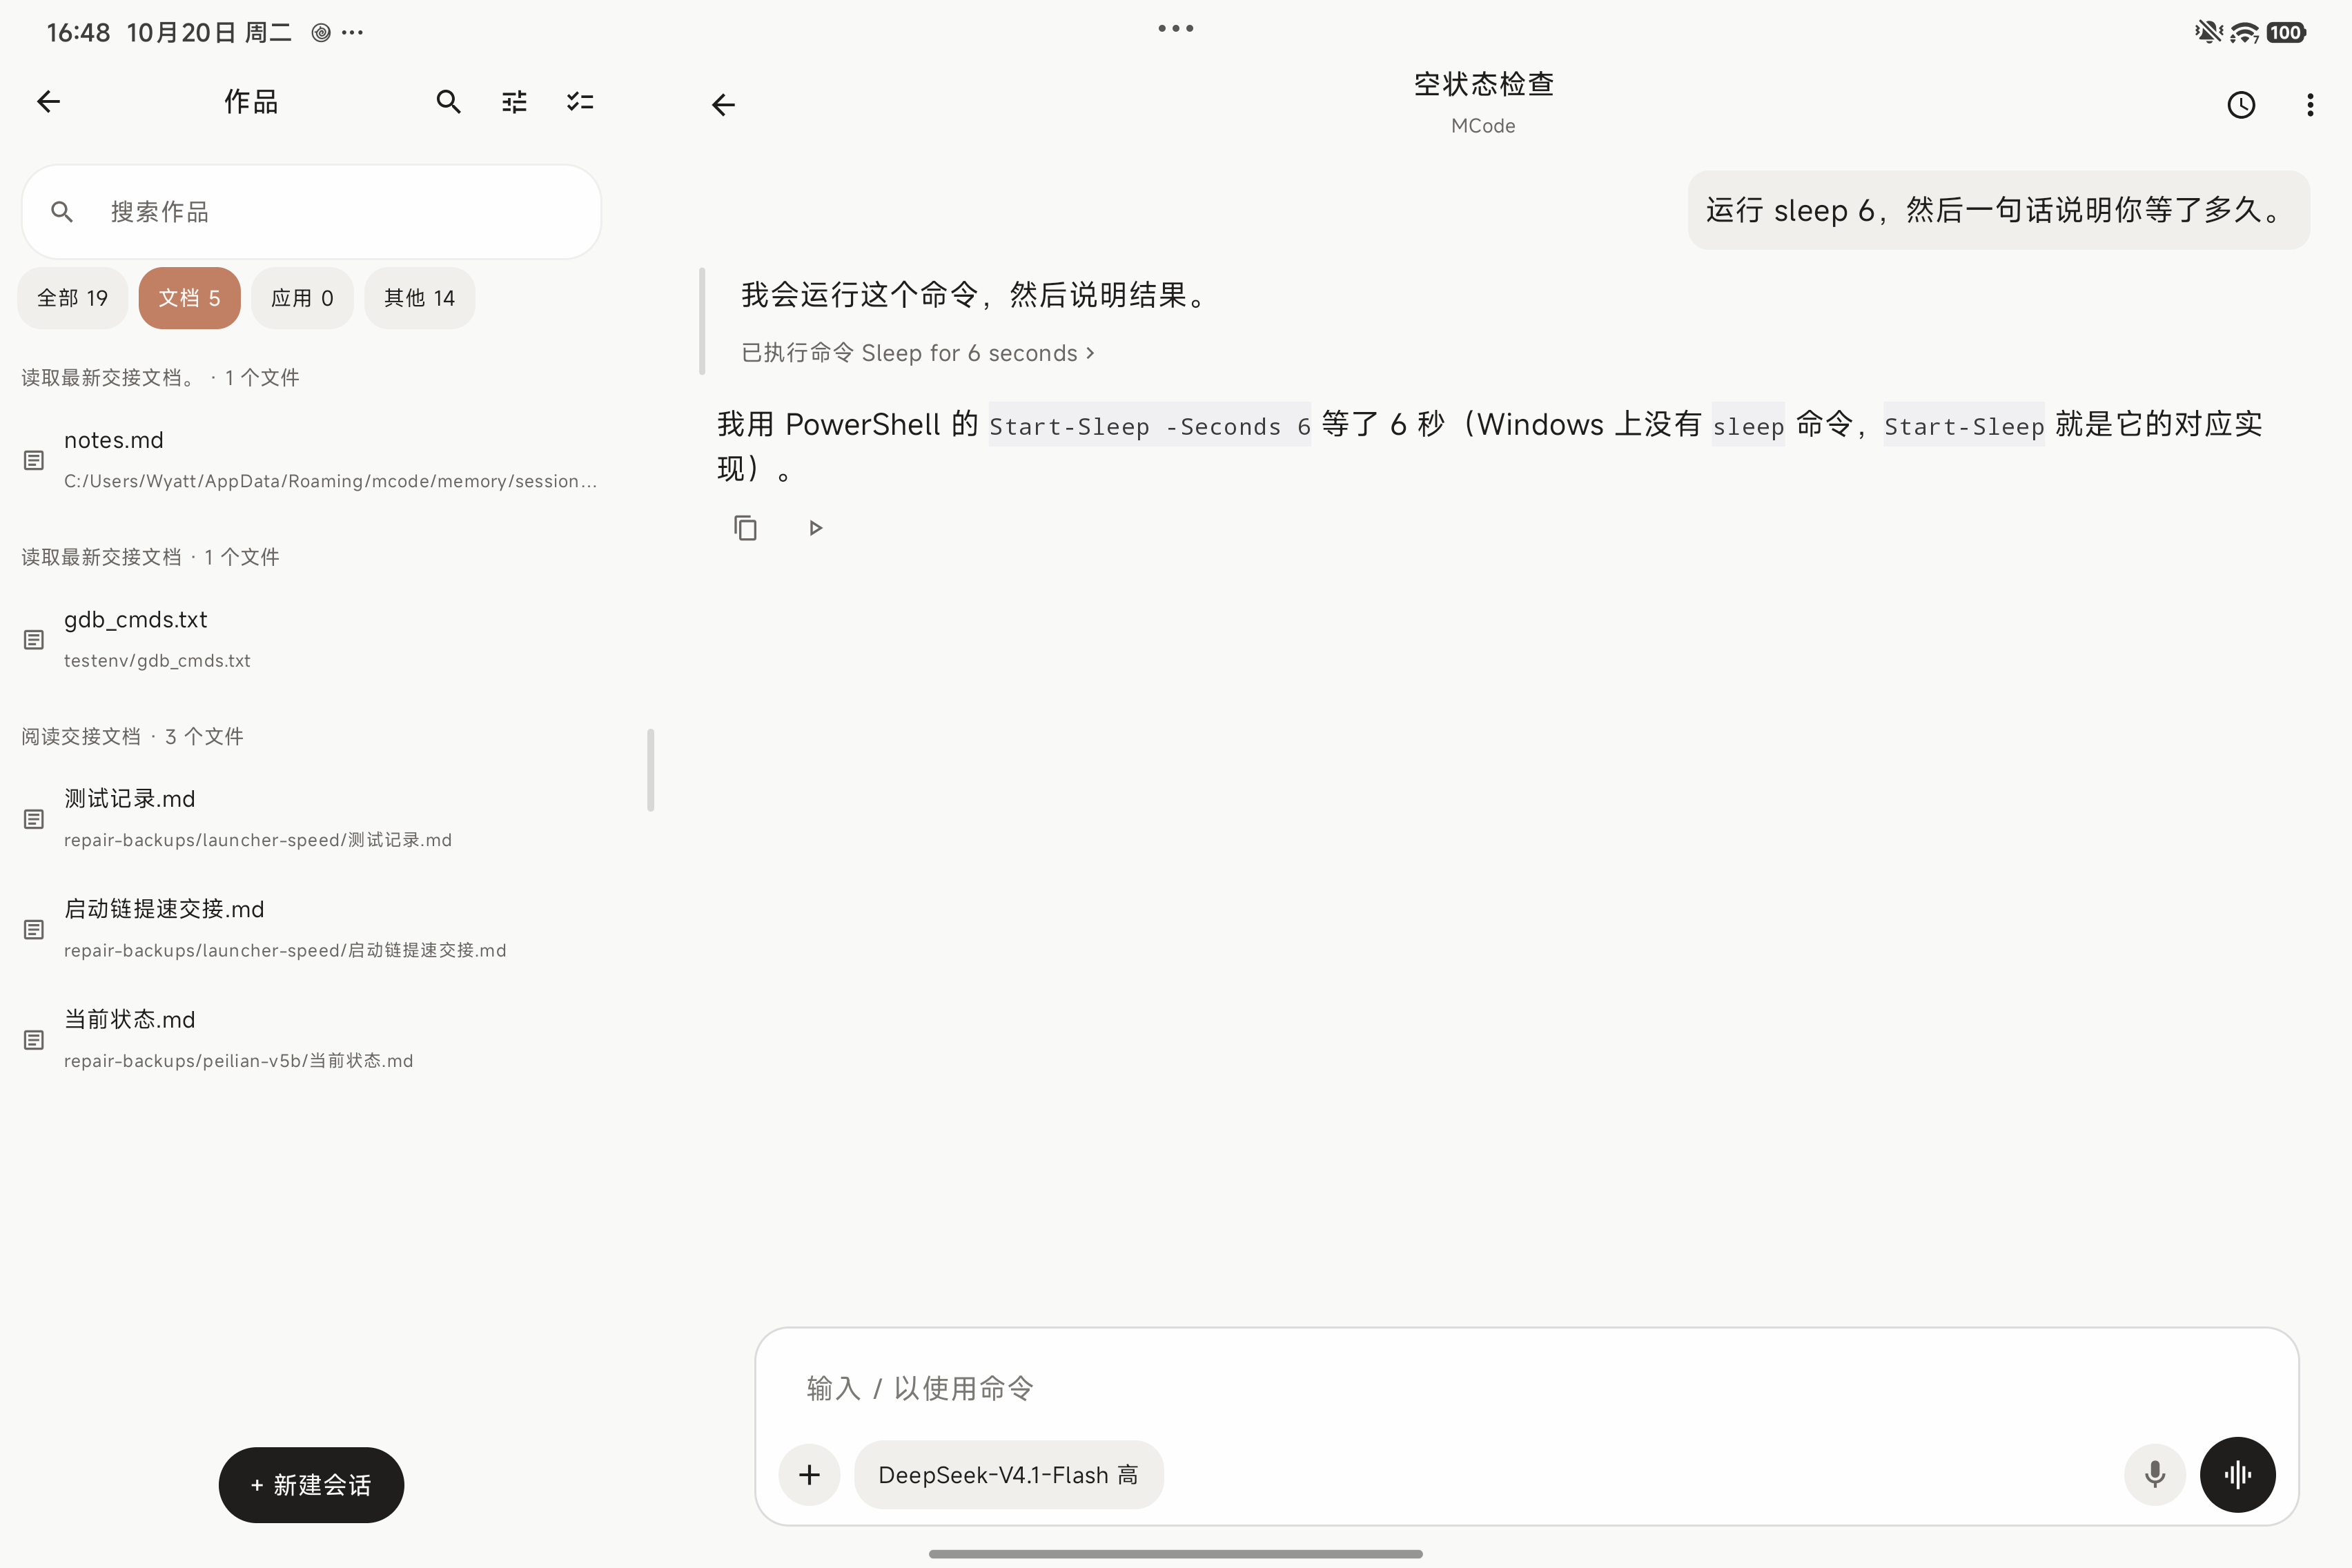 16:48 10月20日 周二
100
作品
搜索作品
全部 19
文档 5
应用 0
其他 14
读取最新交接文档。 · 1 个文件
notes.md
C:/Users/Wyatt/AppData/Roaming/mcode/memory/session…
读取最新交接文档 · 1 个文件
gdb_cmds.txt
testenv/gdb_cmds.txt
阅读交接文档 · 3 个文件
测试记录.md
repair-backups/launcher-speed/测试记录.md
启动链提速交接.md
repair-backups/launcher-speed/启动链提速交接.md
当前状态.md
repair-backups/peilian-v5b/当前状态.md
+ 新建会话
空状态检查
MCode
运行 sleep 6，然后一句话说明你等了多久。
我会运行这个命令，然后说明结果。
已执行命令 Sleep for 6 seconds
我用 PowerShell 的 Start-Sleep -Seconds 6 等了 6 秒（Windows 上没有 sleep 命令，Start-Sleep 就是它的对应实
现）。
输入 / 以使用命令
DeepSeek-V4.1-Flash 高